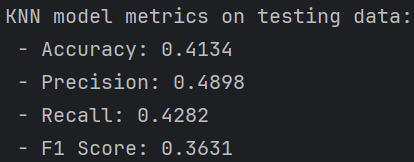 KNN model metrics on testing data:
- Accuracy: 0.4134
- Precision: 0.4898
- Recall: 0.4282
- F1 Score: 0.3631